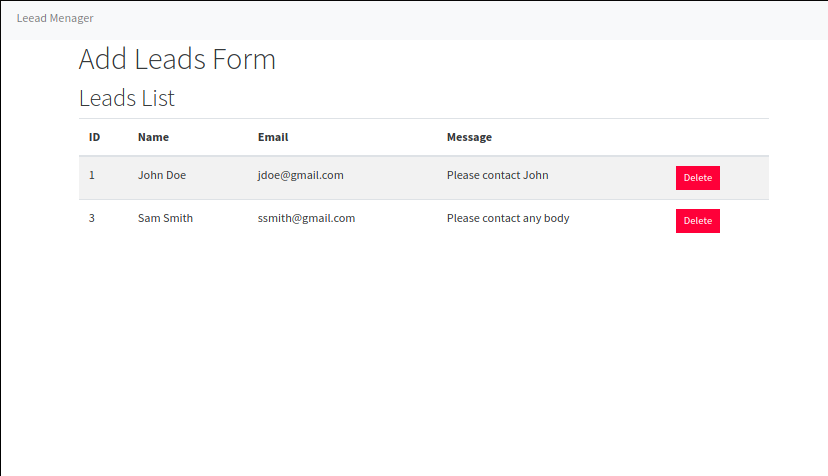 Leead Menager
Add Leads Form
Leads List
ID Name Email Message
1 John Doe jdoe@gmail.com Please contact John Delete
3 Sam Smith ssmith@gmail.com Please contact any body Delete